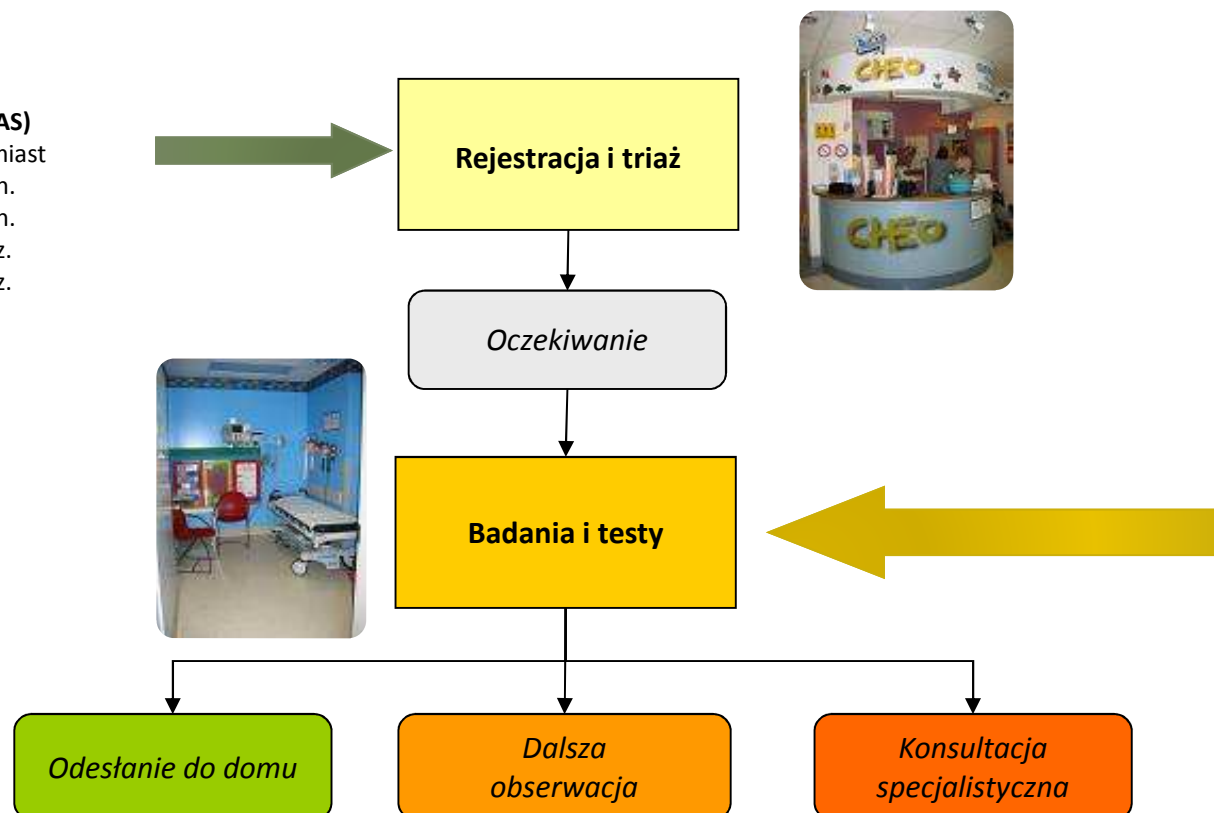 AS)
niast
n.
n.
z.
z.
Rejestracja i triaż
CHEO
CHEO
Oczekiwanie
Badania i testy
Odesłanie do domu
Dalsza
obserwacja
Konsultacja
specjalistyczna